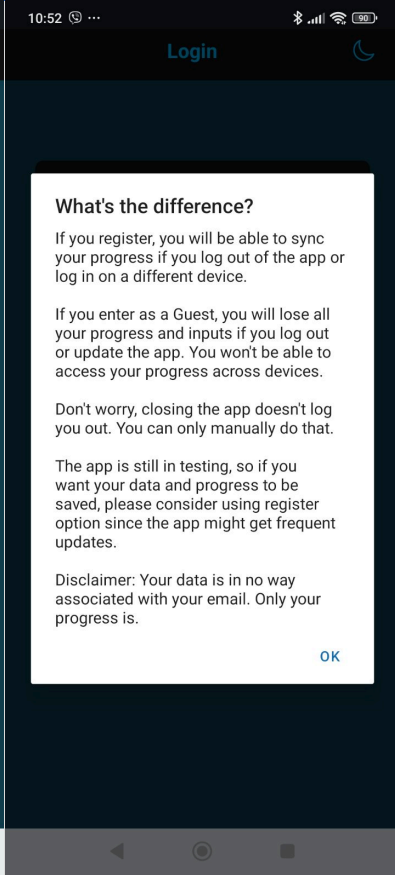 10:52
90
Login
What's the difference?
If you register, you will be able to sync
your progress if you log out of the app or
log in on a different device.
If you enter as a Guest, you will lose all
your progress and inputs if you log out
or update the app. You won't be able to
access your progress across devices.
Don't worry, closing the app doesn't log
you out. You can only manually do that.
The app is still in testing, so if you
want your data and progress to be
saved, please consider using register
option since the app might get frequent
updates.
Disclaimer: Your data is in no way
associated with your email. Only your
progress is.
OK